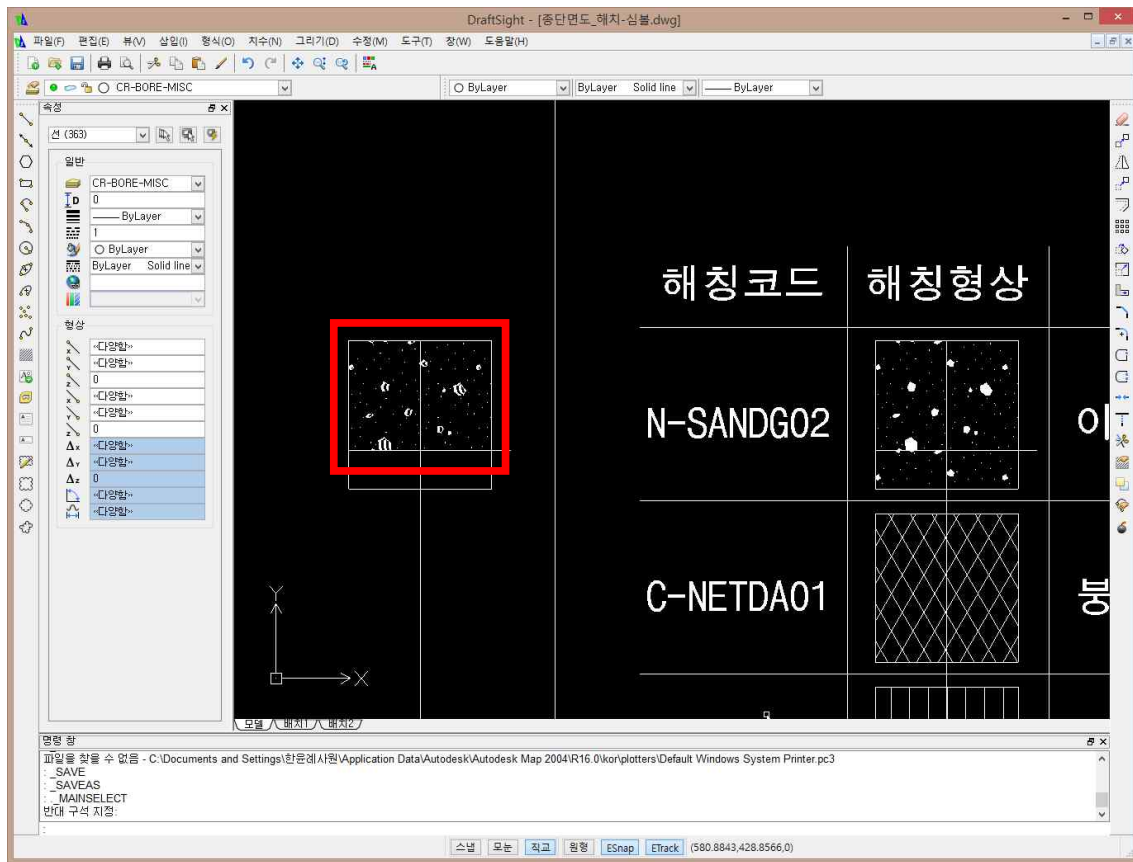 DraftSight - [종단면도_해치-심볼.dwg]
파일(F) 편집(E) 뷰(V) 삽입(I) 형식(O) 치수(N) 그리기(D) 수정(M) 도구(T) 창(W) 도움말(H)
CR-BORE-MISC ByLayer ByLayer Solid line ByLayer
속성
선 (363)
일반
CR-BORE-MISC
0
ByLayer
1
ByLayer
ByLayer Solid line
형상
«다양함»
«다양함»
0
«다양함»
«다양함»
0
«다양함»
«다양함»
0
«다양함»
«다양함»
해칭코드 해칭형상
N-SANDG02 이
C-NETDA01 붕
Y
X
모델 배치1 배치2
명령 창
파일을 찾을 수 없음 - C:\Documents and Settings\한윤례사원\Application Data\Autodesk\Autodesk Map 2004\R16.0\kor\plotters\Default Windows System Printer.pc3
: _SAVE
: _SAVEAS
: ._MAINSELECT
반대 구석 지정:
:
스냅 모눈 직교 원형 ESnap ETrack (580.8843,428.8566,0)